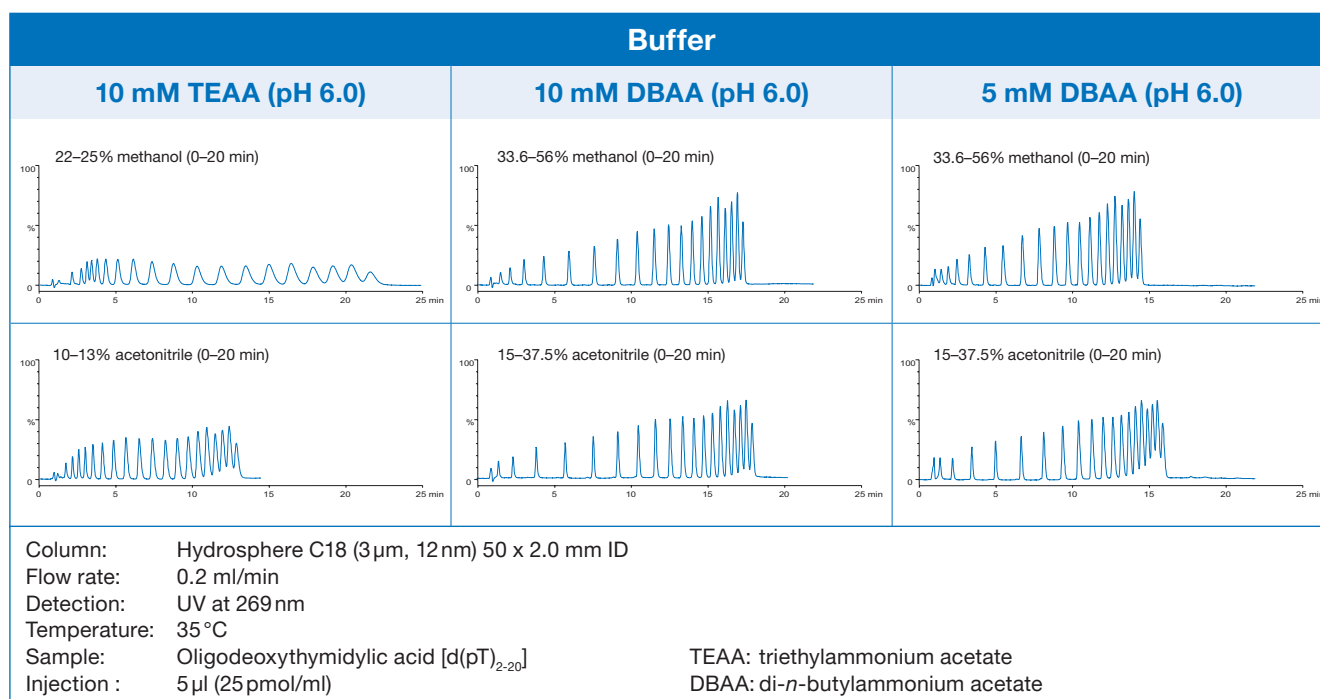 Buffer
10 mM TEAA (pH 6.0)
10 mM DBAA (pH 6.0)
5 mM DBAA (pH 6.0)
22–25% methanol (0–20 min)
100
%
0
0 5 10 15 20 25 min
33.6–56% methanol (0–20 min)
100
%
0
0 5 10 15 20 25 min
33.6–56% methanol (0–20 min)
100
%
0
0 5 10 15 20 25 min
10–13% acetonitrile (0–20 min)
100
%
0
0 5 10 15 20 25 min
15–37.5% acetonitrile (0–20 min)
100
%
0
0 5 10 15 20 25 min
15–37.5% acetonitrile (0–20 min)
100
%
0
0 5 10 15 20 25 min
Column: Hydrosphere C18 (3 µm, 12 nm) 50 x 2.0 mm ID
Flow rate: 0.2 ml/min
Detection: UV at 269 nm
Temperature: 35 °C
Sample: Oligodeoxythymidylic acid [d(pT)2-20]
Injection : 5 µl (25 pmol/ml)
TEAA: triethylammonium acetate
DBAA: di-n-butylammonium acetate